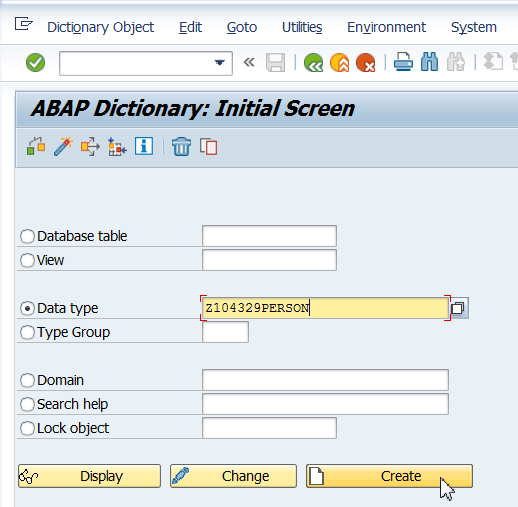 Dictionary Object Edit Goto Utilities Environment System
ABAP Dictionary: Initial Screen
Database table
View
Data type Z104329PERSON
Type Group
Domain
Search help
Lock object
Display Change Create